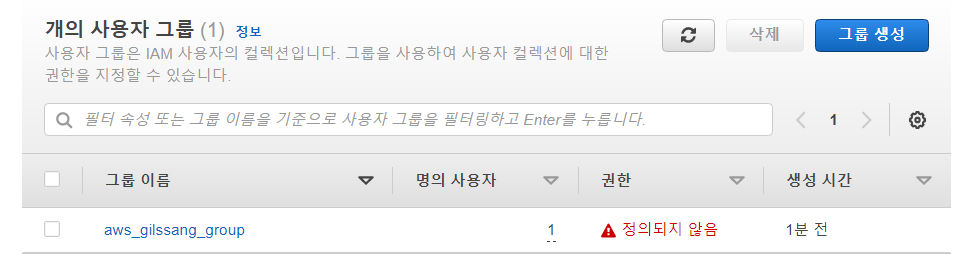 개의 사용자 그룹 (1) 정보
사용자 그룹은 IAM 사용자의 컬렉션입니다. 그룹을 사용하여 사용자 컬렉션에 대한
권한을 지정할 수 있습니다.
삭제
그룹 생성
필터 속성 또는 그룹 이름을 기준으로 사용자 그룹을 필터링하고 Enter를 누릅니다.
1
그룹 이름 명의 사용자 권한 생성 시간
aws_gilssang_group 1 정의되지 않음 1분 전